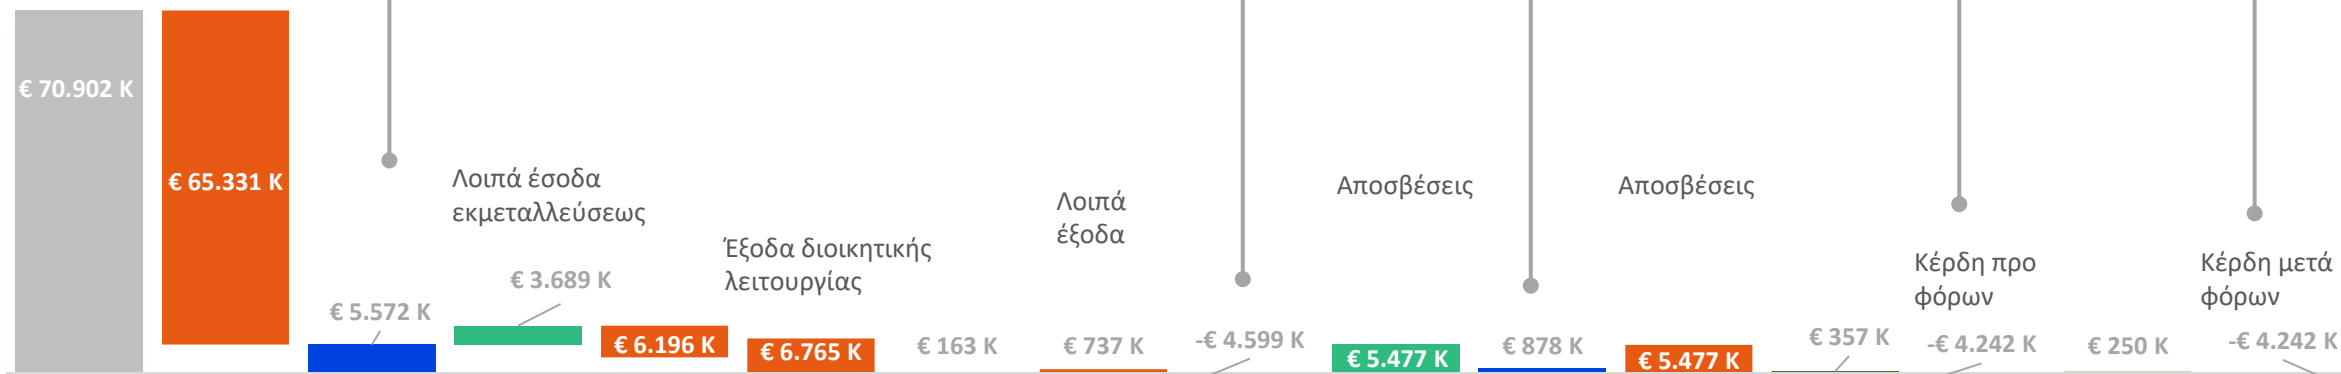 € 70.902 K
€ 65.331 K
€ 5.572 K
Λοιπά έσοδα
εκμεταλλεύσεως
€ 3.689 K
€ 6.196 K
Έξοδα διοικητικής
λειτουργίας
€ 6.765 K
€ 163 K
Λοιπά
έξοδα
€ 737 K
-€ 4.599 K
Αποσβέσεις
€ 5.477 K
€ 878 K
Αποσβέσεις
€ 5.477 K
€ 357 K
Κέρδη προ
φόρων
-€ 4.242 K
€ 250 K
Κέρδη μετά
φόρων
-€ 4.242 K